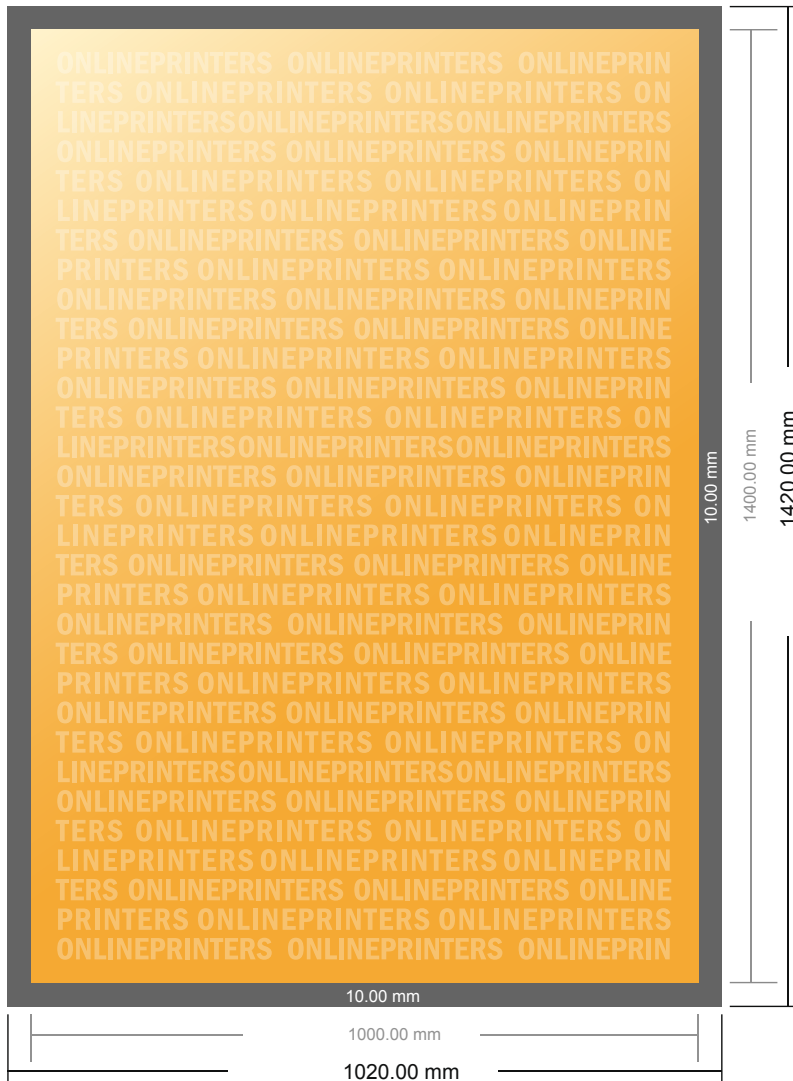 ONLINEPRINTERS ONLINEPRINTERS ONLINEPRIN
TERS ONLINEPRINTERS ONLINEPRINTERS ON
LINEPRINTERSONLINEPRINTERSONLINEPRINTERS
ONLINEPRINTERS ONLINEPRINTERS ONLINEPRIN
TERS ONLINEPRINTERS ONLINEPRINTERS ON
LINEPRINTERS ONLINEPRINTERS ONLINEPRIN
TERS ONLINEPRINTERS ONLINEPRINTERS ONLINE
PRINTERS ONLINEPRINTERS ONLINEPRINTERS
ONLINEPRINTERS ONLINEPRINTERS ONLINEPRIN
TERS ONLINEPRINTERS ONLINEPRINTERS ONLINE
PRINTERS ONLINEPRINTERS ONLINEPRINTERS
ONLINEPRINTERS ONLINEPRINTERS ONLINEPRIN
TERS ONLINEPRINTERS ONLINEPRINTERS ON
LINEPRINTERSONLINEPRINTERSONLINEPRINTERS
ONLINEPRINTERS ONLINEPRINTERS ONLINEPRIN
TERS ONLINEPRINTERS ONLINEPRINTERS ON
LINEPRINTERS ONLINEPRINTERS ONLINEPRIN
TERS ONLINEPRINTERS ONLINEPRINTERS ONLINE
PRINTERS ONLINEPRINTERS ONLINEPRINTERS
ONLINEPRINTERS ONLINEPRINTERS ONLINEPRIN
TERS ONLINEPRINTERS ONLINEPRINTERS ONLINE
PRINTERS ONLINEPRINTERS ONLINEPRINTERS
ONLINEPRINTERS ONLINEPRINTERS ONLINEPRIN
TERS ONLINEPRINTERS ONLINEPRINTERS ON
LINEPRINTERSONLINEPRINTERSONLINEPRINTERS
ONLINEPRINTERS ONLINEPRINTERS ONLINEPRIN
TERS ONLINEPRINTERS ONLINEPRINTERS ON
LINEPRINTERS ONLINEPRINTERS ONLINEPRIN
TERS ONLINEPRINTERS ONLINEPRINTERS ONLINE
PRINTERS ONLINEPRINTERS ONLINEPRINTERS
ONLINEPRINTERS ONLINEPRINTERS ONLINEPRIN
10.00 mm
1400.00 mm
1420.00 mm
10.00 mm
1000.00 mm
1020.00 mm